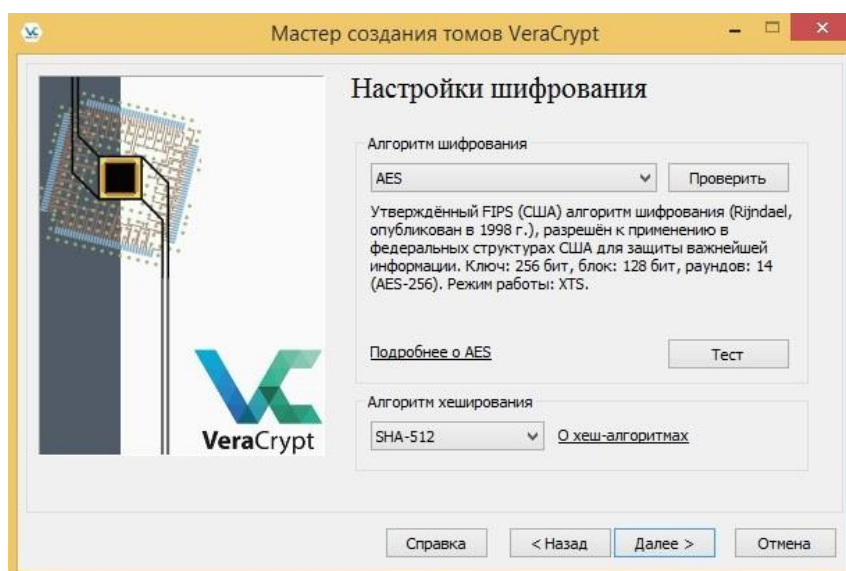 Мастер создания томов VeraCrypt
Настройки шифрования
Алгоритм шифрования
AES
Проверить
Утверждённый FIPS (США) алгоритм шифрования (Rijndael,
опубликован в 1998 г.), разрешён к применению в
федеральных структурах США для защиты важнейшей
информации. Ключ: 256 бит, блок: 128 бит, раундов: 14
(AES-256). Режим работы: XTS.
Подробнее о AES
Тест
Алгоритм хеширования
SHA-512
О хеш-алгоритмах
VeraCrypt
Справка
< Назад
Далее >
Отмена